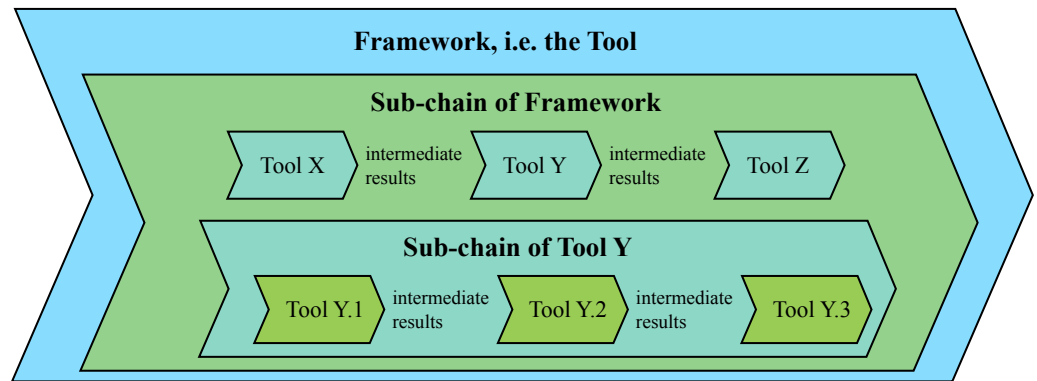 Framework, i.e. the Tool
Sub-chain of Framework
Tool X
intermediate
results
Tool Y
intermediate
results
Tool Z
Sub-chain of Tool Y
Tool Y.1
intermediate
results
Tool Y.2
intermediate
results
Tool Y.3